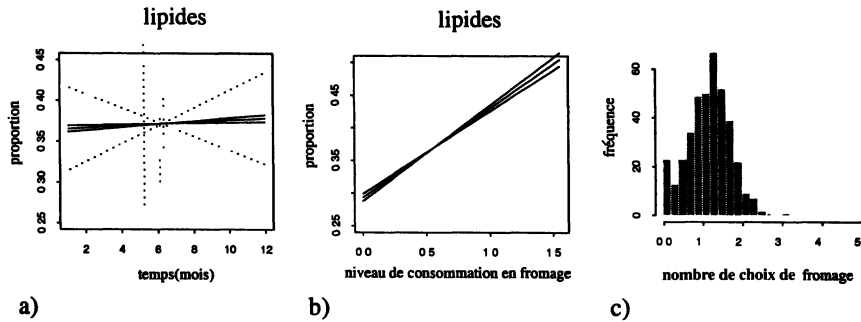 lipides
proportion
0.25 0.30 0.35 0.40 0.45
2 4 6 8 10 12
temps(mois)
a)
lipides
proportion
0.25 0.35 0.45
0 0 0 5 1 0 1 5
niveau de consommation en fromage
b)
fréquence
0 20 40 60
0 0 1 2 3 4 5
nombre de choix de fromage
c)